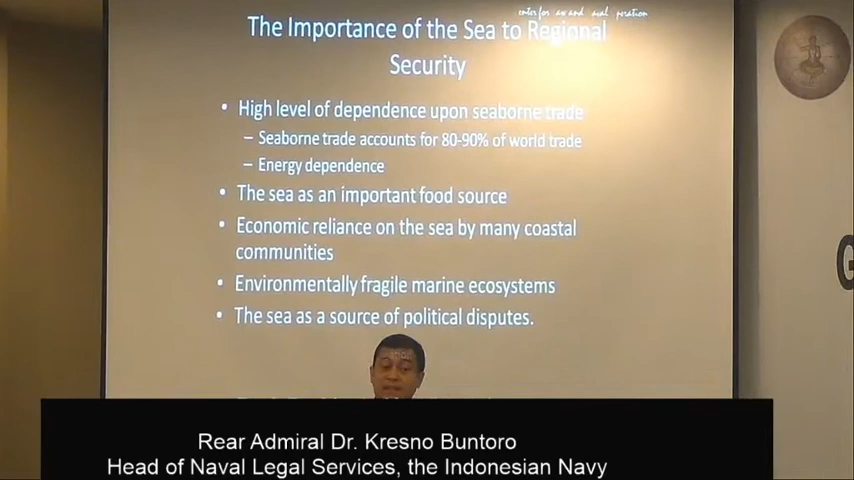 The Importance of the Sea to Regional
Security
• High level of dependence upon seaborne trade
– Seaborne trade accounts for 80-90% of world trade
– Energy dependence
• The sea as an important food source
• Economic reliance on the sea by many coastal
communities
• Environmentally fragile marine ecosystems
• The sea as a source of political disputes.
G
Rear Admiral Dr. Kresno Buntoro
Head of Naval Legal Services, the Indonesian Navy